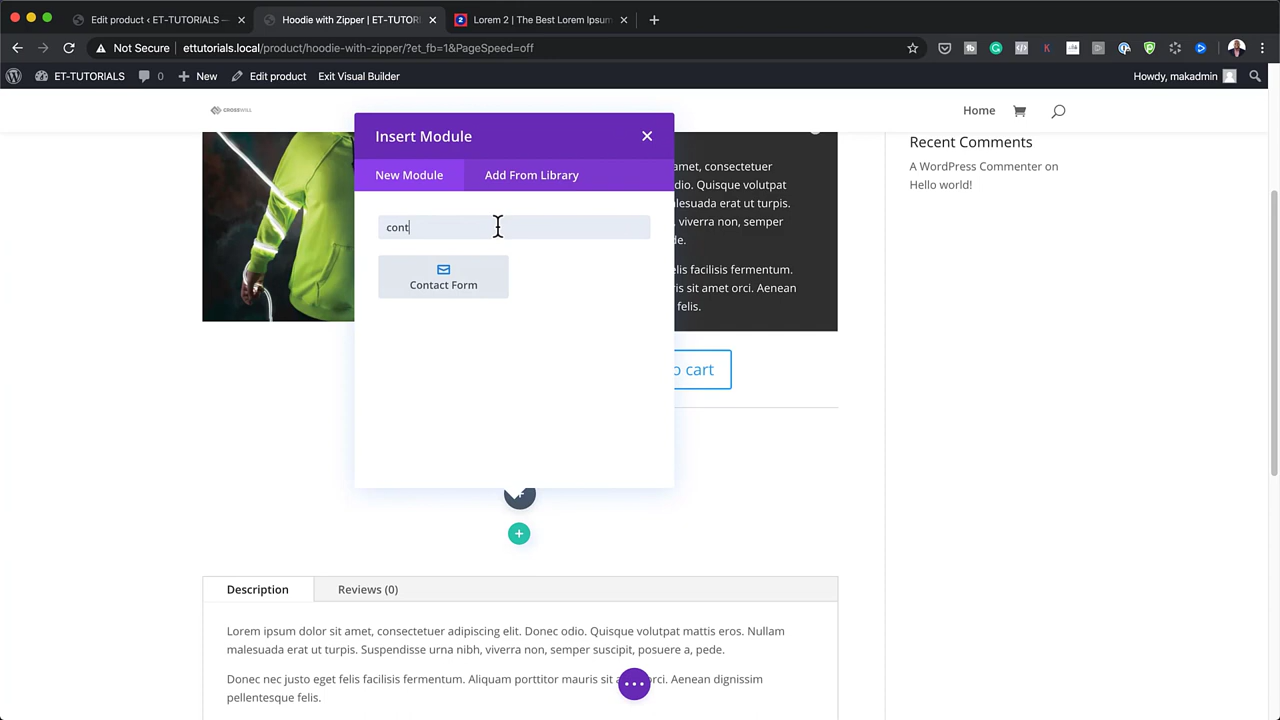 Edit product ‹ ET-TUTORIALS —
Hoodie with Zipper | ET-TUTOR
Lorem 2 | The Best Lorem Ipsum
Not Secure
ettutorials.local/product/hoodie-with-zipper/?et_fb=1&PageSpeed=off
ET-TUTORIALS
0
New
Edit product
Exit Visual Builder
Howdy, makadmin
CROSSWILL
Home
Insert Module
New Module
Add From Library
cont
Contact Form
amet, consectetuer
dio. Quisque volutpat
alesuada erat ut turpis.
, viverra non, semper
de.
elis facilisis fermentum.
ris sit amet orci. Aenean
felis.
o cart
Recent Comments
A WordPress Commenter on
Hello world!
Description
Reviews (0)
Lorem ipsum dolor sit amet, consectetuer adipiscing elit. Donec odio. Quisque volutpat mattis eros. Nullam
malesuada erat ut turpis. Suspendisse urna nibh, viverra non, semper suscipit, posuere a, pede.
Donec nec justo eget felis facilisis fermentum. Aliquam porttitor mauris sit orci. Aenean dignissim
pellentesque felis.